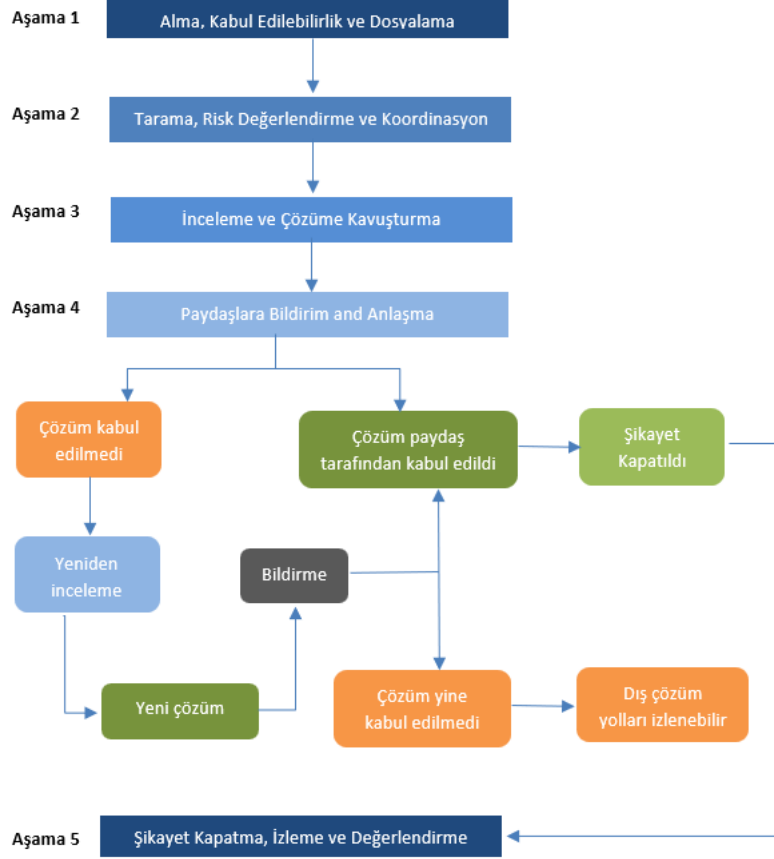 Aşama 1
Alma, Kabul Edilebilirlik ve Dosyalama
Aşama 2
Tarama, Risk Değerlendirme ve Koordinasyon
Aşama 3
İnceleme ve Çözüme Kavuşturma
Aşama 4
Paydaşlara Bildirim and Anlaşma
Çözüm kabul
edilmedi
Çözüm paydaş
tarafından kabul edildi
Şikayet
Kapatıldı
Yeniden
inceleme
Bildirme
Yeni çözüm
Çözüm yine
kabul edilmedi
Dış çözüm
yolları izlenebilir
Aşama 5
Şikayet Kapatma, İzleme ve Değerlendirme